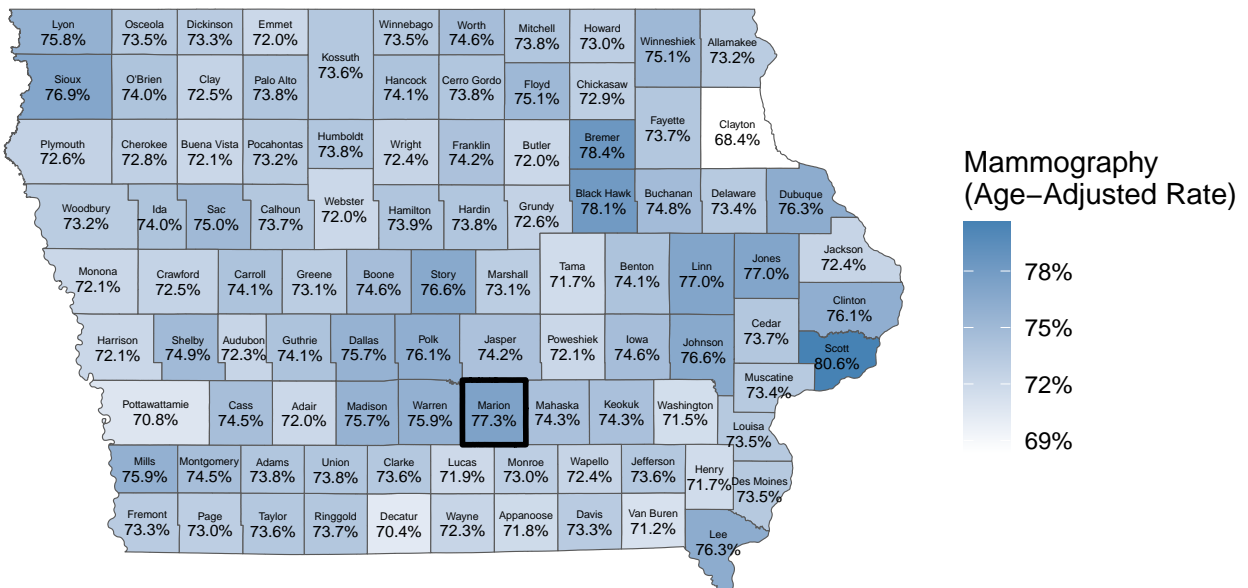 Lyon
75.8%
Osceola
73.5%
Dickinson
73.3%
Emmet
72.0%
Kossuth
73.6%
Winnebago
73.5%
Worth
74.6%
Mitchell
73.8%
Howard
73.0%
Winneshiek
75.1%
Allamakee
73.2%
Sioux
76.9%
O'Brien
74.0%
Clay
72.5%
Palo Alto
73.8%
Hancock
74.1%
Cerro Gordo
73.8%
Floyd
75.1%
Chickasaw
72.9%
Fayette
73.7%
Clayton
68.4%
Plymouth
72.6%
Cherokee
72.8%
Buena Vista
72.1%
Pocahontas
73.2%
Humboldt
73.8%
Wright
72.4%
Franklin
74.2%
Butler
72.0%
Bremer
78.4%
Woodbury
73.2%
Ida
74.0%
Sac
75.0%
Calhoun
73.7%
Webster
72.0%
Hamilton
73.9%
Hardin
73.8%
Grundy
72.6%
Black Hawk
78.1%
Buchanan
74.8%
Delaware
73.4%
Dubuque
76.3%
Monona
72.1%
Crawford
72.5%
Carroll
74.1%
Greene
73.1%
Boone
74.6%
Story
76.6%
Marshall
73.1%
Tama
71.7%
Benton
74.1%
Linn
77.0%
Jones
77.0%
Jackson
72.4%
Clinton
76.1%
Harrison
72.1%
Shelby
74.9%
Audubon
72.3%
Guthrie
74.1%
Dallas
75.7%
Polk
76.1%
Jasper
74.2%
Poweshiek
72.1%
Iowa
74.6%
Johnson
76.6%
Cedar
73.7%
Scott
80.6%
Muscatine
73.4%
Pottawattamie
70.8%
Cass
74.5%
Adair
72.0%
Madison
75.7%
Warren
75.9%
Marion
77.3%
Mahaska
74.3%
Keokuk
74.3%
Washington
71.5%
Louisa
73.5%
Mills
75.9%
Montgomery
74.5%
Adams
73.8%
Union
73.8%
Clarke
73.6%
Lucas
71.9%
Monroe
73.0%
Wapello
72.4%
Jefferson
73.6%
Henry
71.7%
Des Moines
73.5%
Fremont
73.3%
Page
73.0%
Taylor
73.6%
Ringgold
73.7%
Decatur
70.4%
Wayne
72.3%
Appanoose
71.8%
Davis
73.3%
Van Buren
71.2%
Lee
76.3%
Mammography
(Age−Adjusted Rate)
78%
75%
72%
69%